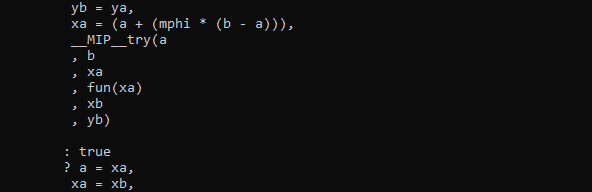 yb = ya,
xa = (a + (mphi * (b - a))),
__MIP__try(a
, b
, xa
, fun(xa)
, xb
, yb)
: true
? a = xa,
xa = xb,